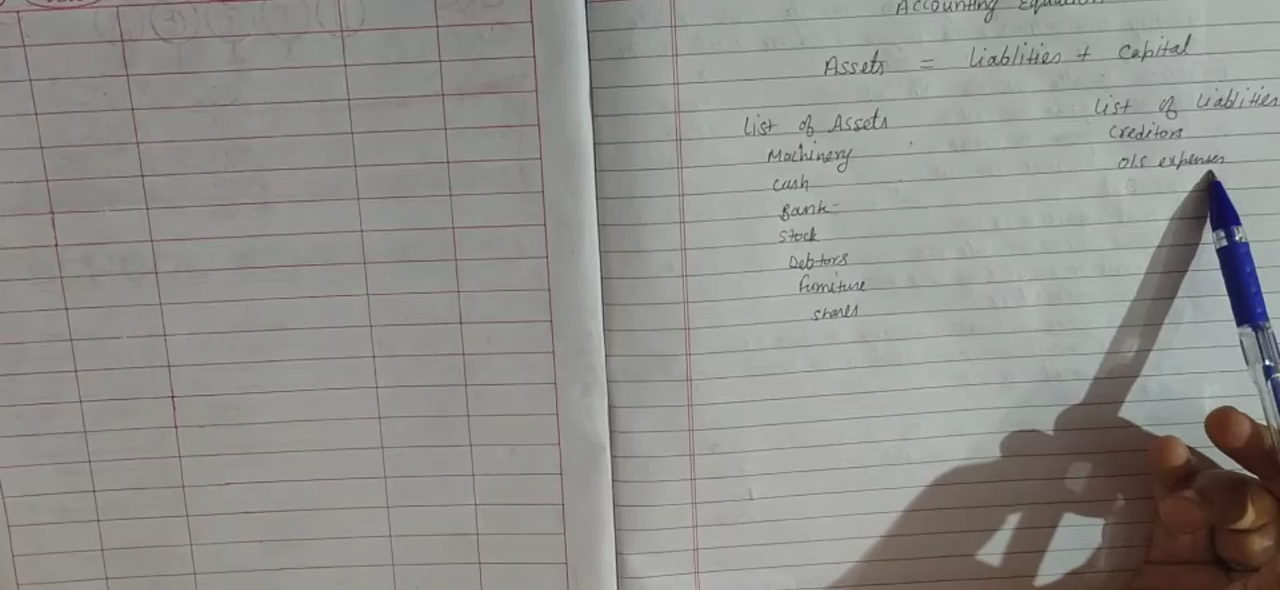 Accounting Equation
Assets = Liablities + Capital
List of Assets
Machinery
Cash
Bank
Stock
Debtors
furniture
Shares
List of Liablities
Creditors
O/S expenses